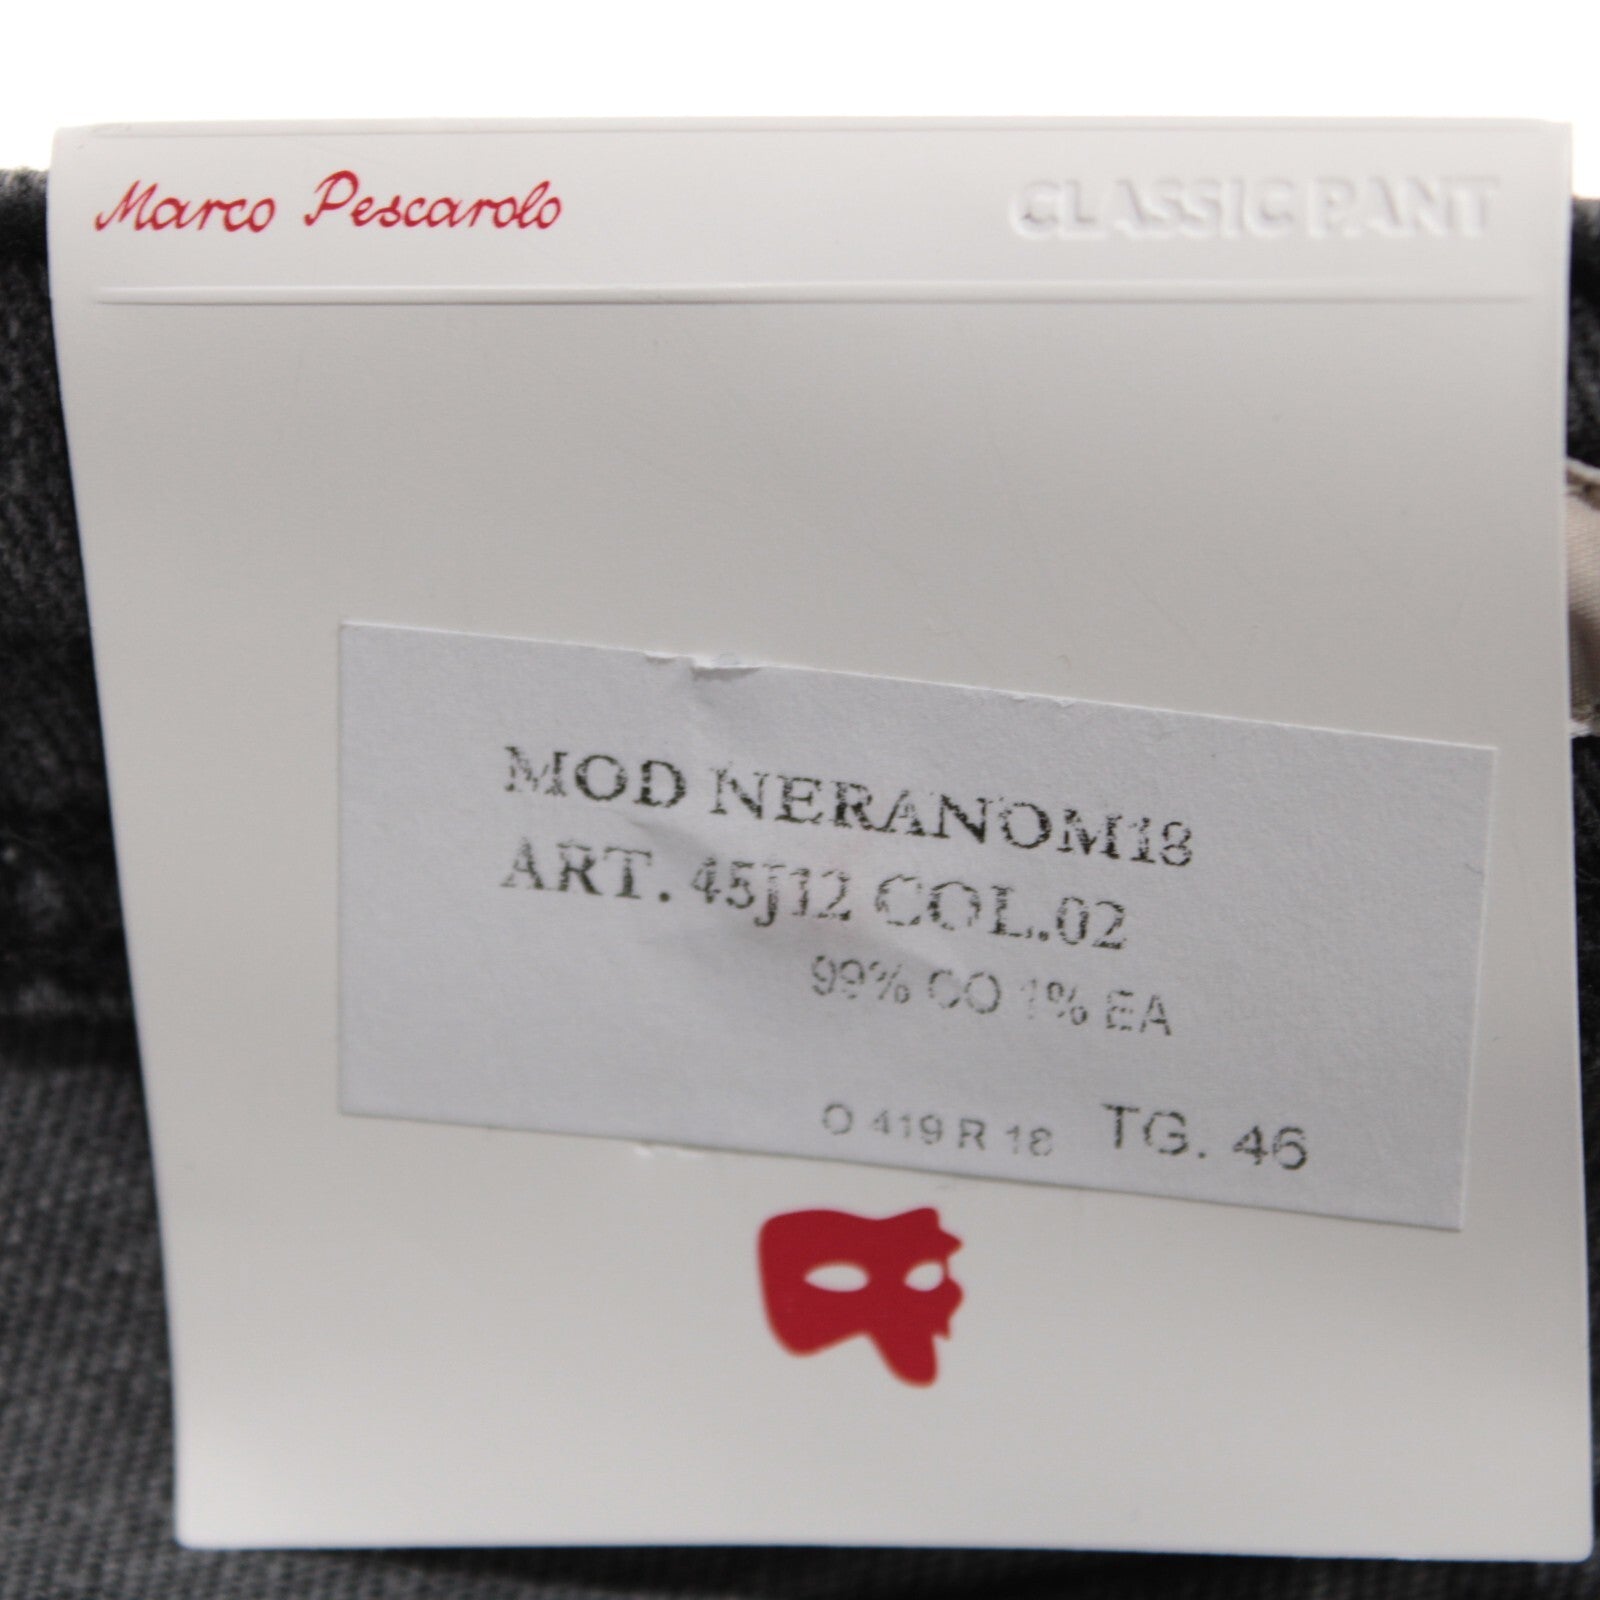 Marco Pescarolo
CLASSIC PANT
MOD NERANOM18
ART. 45J12 COL.02
99% CO 1% EA
O 419 R 18 TG. 46